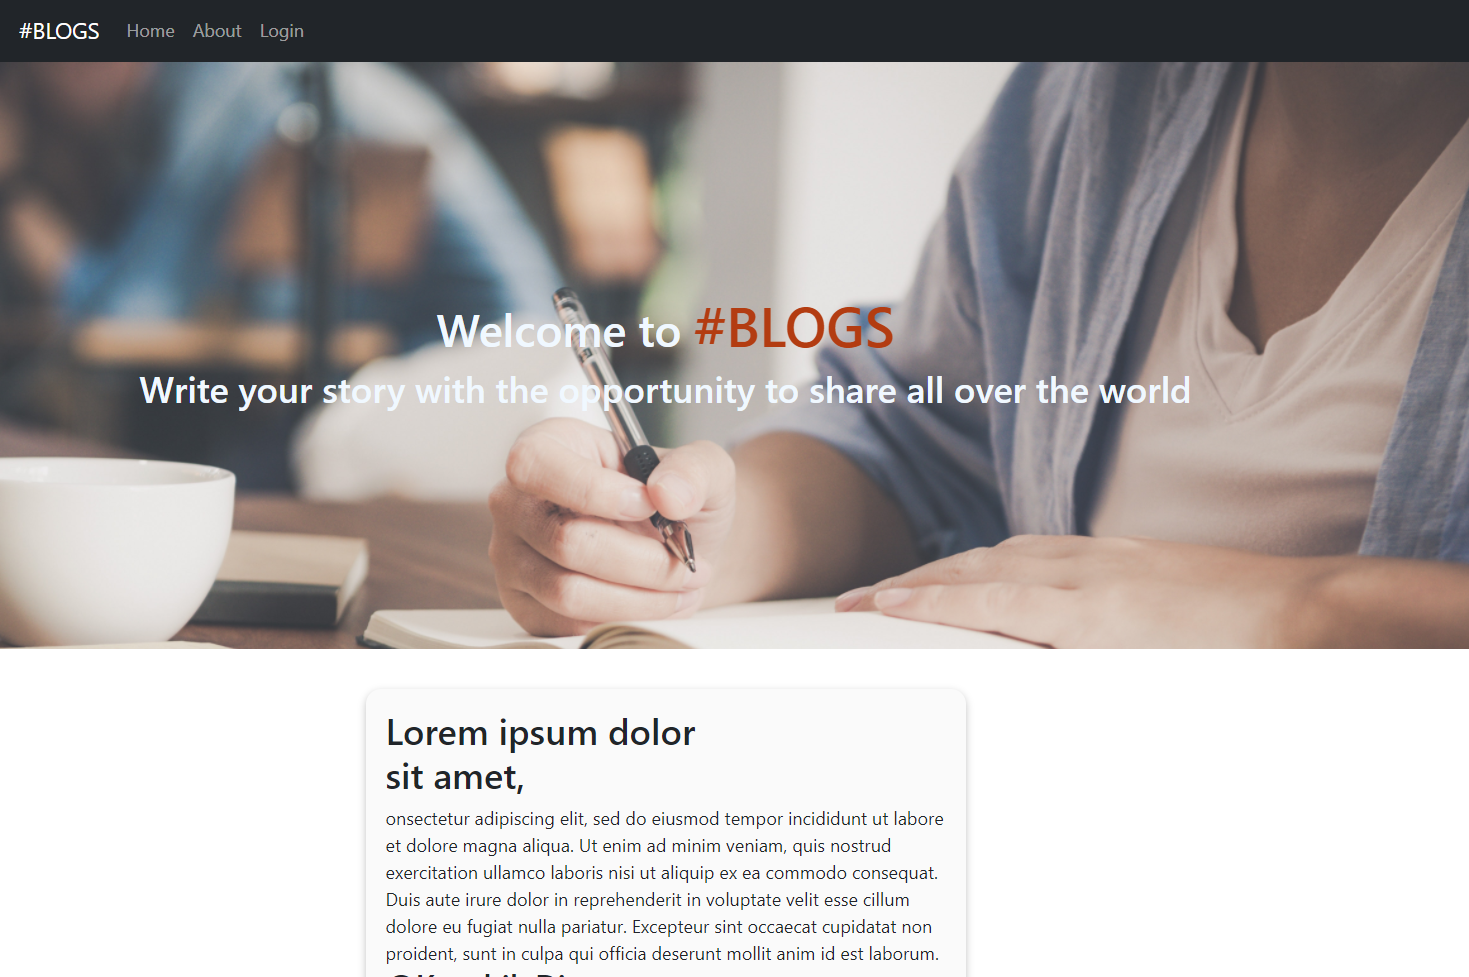 #BLOGS Home About Login
Welcome to #BLOGS
Write your story with the opportunity to share all over the world
Lorem ipsum dolor
sit amet,
onsectetur adipiscing elit, sed do eiusmod tempor incididunt ut labore
et dolore magna aliqua. Ut enim ad minim veniam, quis nostrud
exercitation ullamco laboris nisi ut aliquip ex ea commodo consequat.
Duis aute irure dolor in reprehenderit in voluptate velit esse cillum
dolore eu fugiat nulla pariatur. Excepteur sint occaecat cupidatat non
proident, sunt in culpa qui officia deserunt mollit anim id est laborum.